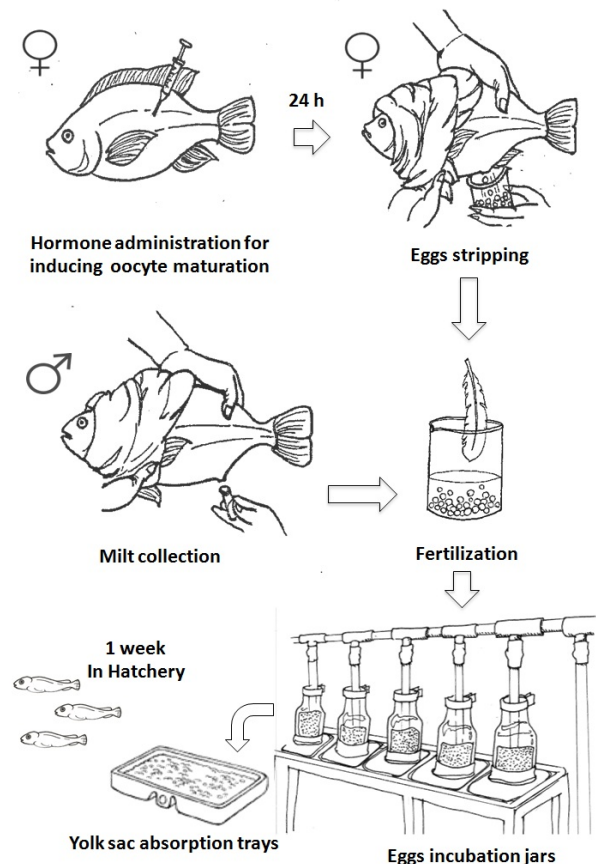 ♀
♀
24 h
Hormone administration for
inducing oocyte maturation
Eggs stripping
♂
Milt collection
Fertilization
1 week
In Hatchery
Yolk sac absorption trays
Eggs incubation jars